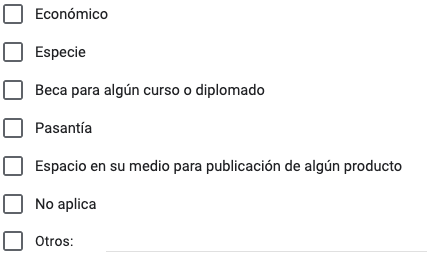 Económico
Especie
Beca para algún curso o diplomado
Pasantía
Espacio en su medio para publicación de algún producto
No aplica
Otros: